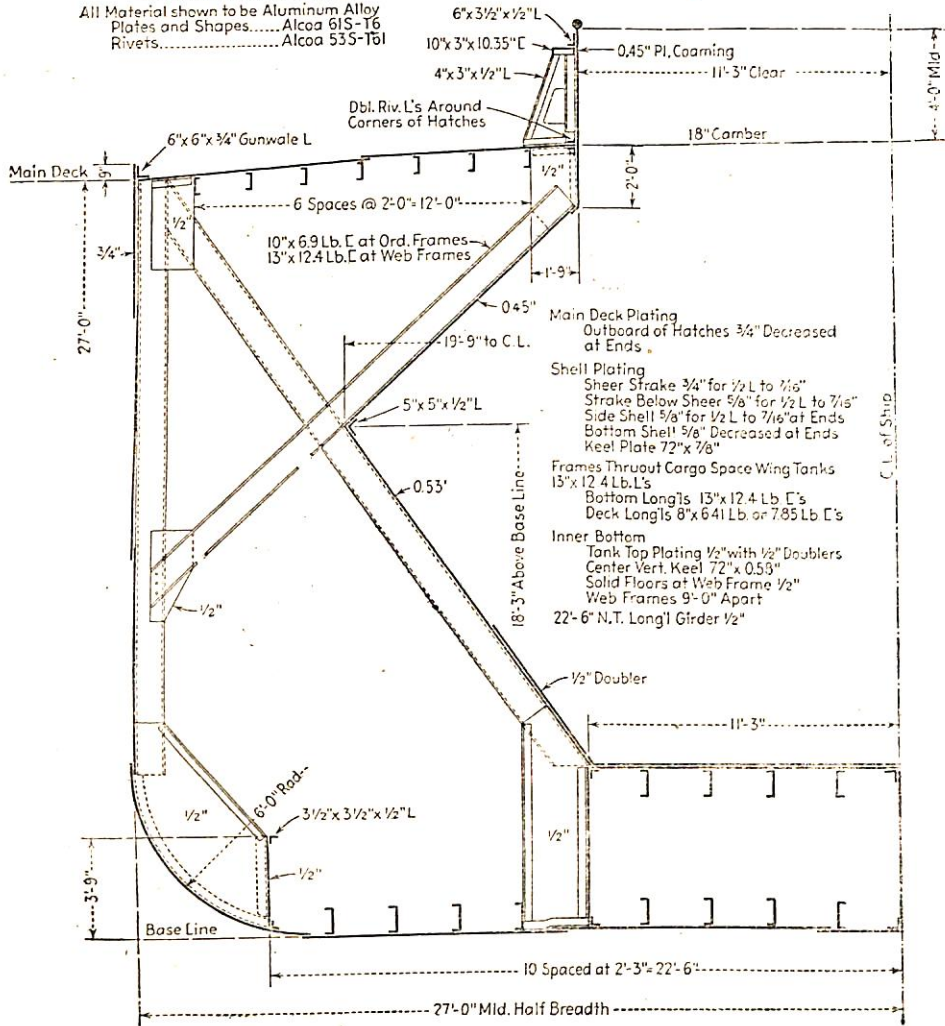 All Material shown to be Aluminum Alloy
Plates and Shapes...... Alcoa 61S-T6
Rivets.................. Alcoa 53S-T61
6"x 3½"x ½" L
10"x 3"x 10.35" C
0.45" Pl. Coaming
11'-3" Clear
4'-0" Mld
4"x 3"x ½" L
Dbl. Riv. L's Around
Corners of Hatches
18" Camber
6"x 6"x ¾" Gunwale L
Main Deck
9"
½"
½"
2'-0"
6 Spaces @ 2'-0"= 12'-0"
¾"
10"x 6.9 Lb. C at Ord. Frames
13"x 12.4 Lb. C at Web Frames
1'-9"
27'-0"
0.45"
19'-9" to C.L.
Main Deck Plating
Outboard of Hatches ¾" Decreased
at Ends
Shell Plating
Sheer Strake ¾" for ½ L to 7/16"
Strake Below Sheer 5/8" for ½ L to 7/16"
Side Shell 5/8" for ½ L to 7/16" at Ends
Bottom Shell 5/8" Decreased at Ends
Keel Plate 72"x 7/8"
C.L. of Ship
5"x 5"x ½" L
Frames Thruout Cargo Space Wing Tanks
13"x 12.4 Lb. L's
Bottom Long'ls 13"x 12.4 Lb. C's
Deck Long'ls 8"x 6.41 Lb. or 7.85 Lb. C's
0.53'
Inner Bottom
Tank Top Plating ½" with ½" Doublers
Center Vert. Keel 72"x 0.53"
Solid Floors at Web Frame ½"
Web Frames 9'-0" Apart
22'-6" N.T. Long'l Girder ½"
18'-3" Above Base Line
½"
½" Doubler
11'-3"
6'-0" Rad.
½"
3½"x 3½"x ½" L
½"
½"
3'-9"
Base Line
10 Spaced at 2'-3"= 22'-6"
27'-0" Mld. Half Breadth